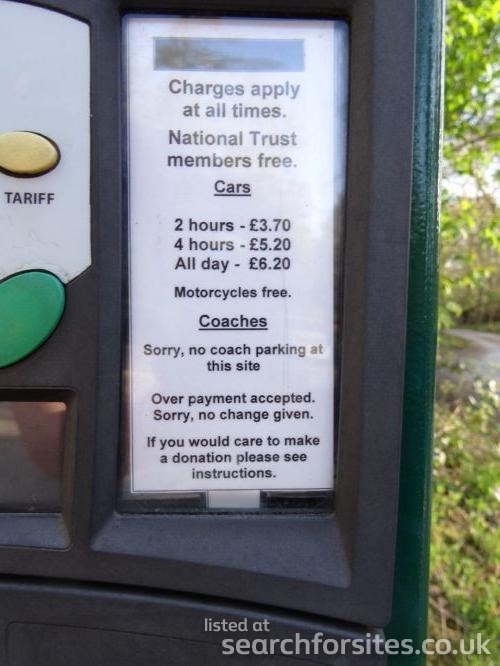 Charges apply
at all times.
National Trust
members free.
Cars
2 hours - £3.70
4 hours - £5.20
All day - £6.20
Motorcycles free.
Coaches
Sorry, no coach parking at
this site
Over payment accepted.
Sorry, no change given.
If you would care to make
a donation please see
instructions.
TARIFF
listed at
searchforsites.co.uk